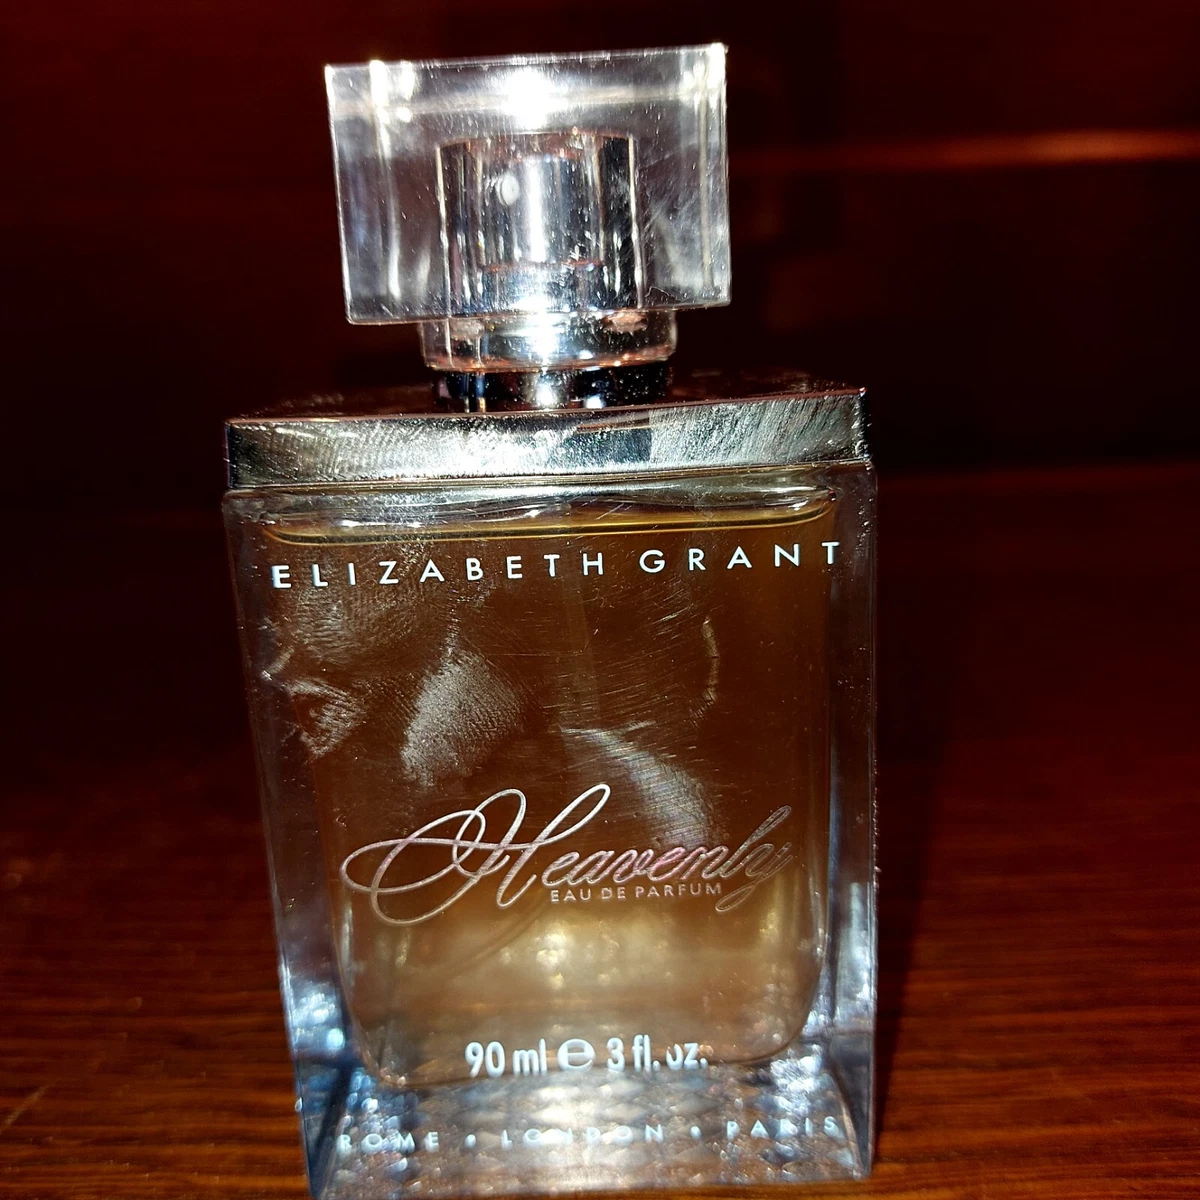 ELIZABETH GRANT
Heavenly
EAU DE PARFUM
90 ml ℮ 3 fl. oz.
ROME • LONDON • PARIS